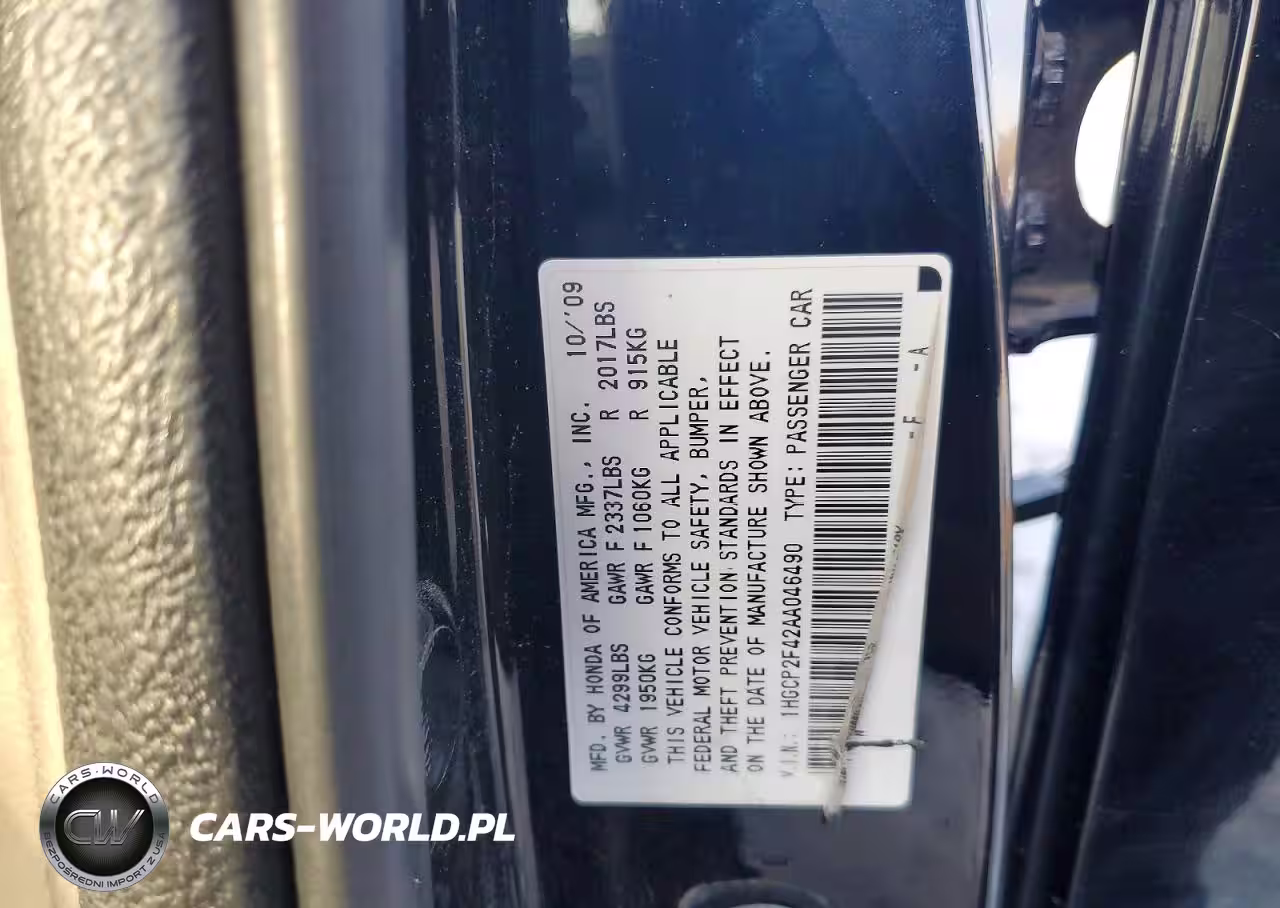 MFD. BY HONDA OF AMERICA MFG., INC. 10/'09
GVWR 4299LBS GAWR F 2337LBS R 2017LBS
GVWR 1950KG GAWR F 1060KG R 915KG
THIS VEHICLE CONFORMS TO ALL APPLICABLE
FEDERAL MOTOR VEHICLE SAFETY, BUMPER,
AND THEFT PREVENTION STANDARDS IN EFFECT
ON THE DATE OF MANUFACTURE SHOWN ABOVE.
V.I.N.: 1HGCP2F42AA046490 TYPE: PASSENGER CAR
-F -A
CARS-WORLD
CW
BEZPOŚREDNI IMPORT Z USA
CARS-WORLD.PL